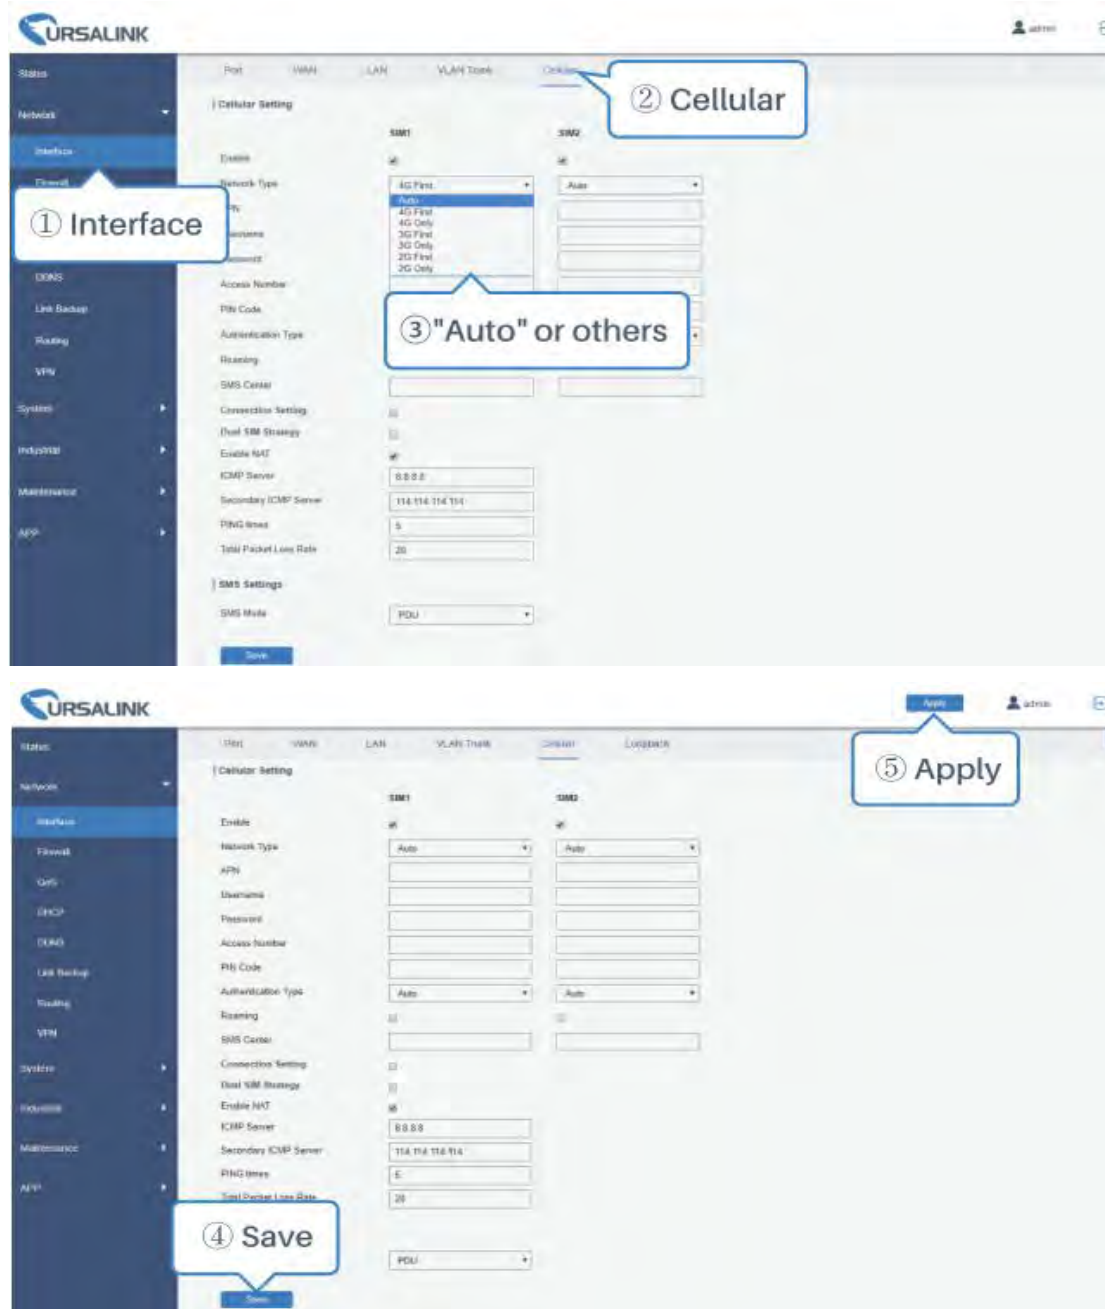 URSALINK
admin
Status
Port WAN LAN VLAN Trunk Cellular
② Cellular
Cellular Setting
Network
SIM1 SIM2
Interface
Enable
Firewall
Network Type 4G First Auto
Auto
4G First
4G Only
3G First
3G Only
2G First
2G Only
① Interface
DDNS
Access Number
Link Backup
PIN Code
③"Auto" or others
Routing
Authentication Type
Roaming
VPN
SMS Center
System
Connection Setting
Dual SIM Strategy
Industrial
Enable NAT
ICMP Server 8.8.8.8
Maintenance
Secondary ICMP Server 114.114.114.114
PING times 5
APP
Total Packet Loss Rate 20
SMS Settings
SMS Mode PDU
Save
URSALINK
Apply admin
Status
Port WAN LAN VLAN Trunk Cellular Loopback
⑤ Apply
Cellular Setting
Network
SIM1 SIM2
Interface
Enable
Network Type Auto Auto
Firewall
APN
QoS
Username
DHCP
Password
DDNS
Access Number
Link Backup
PIN Code
Authentication Type Auto Auto
Routing
Roaming
VPN
SMS Center
System
Connection Setting
Dual SIM Strategy
Industrial
Enable NAT
ICMP Server 8.8.8.8
Maintenance
Secondary ICMP Server 114.114.114.114
PING times 5
APP
Total Packet Loss Rate 20
④ Save
PDU
Save